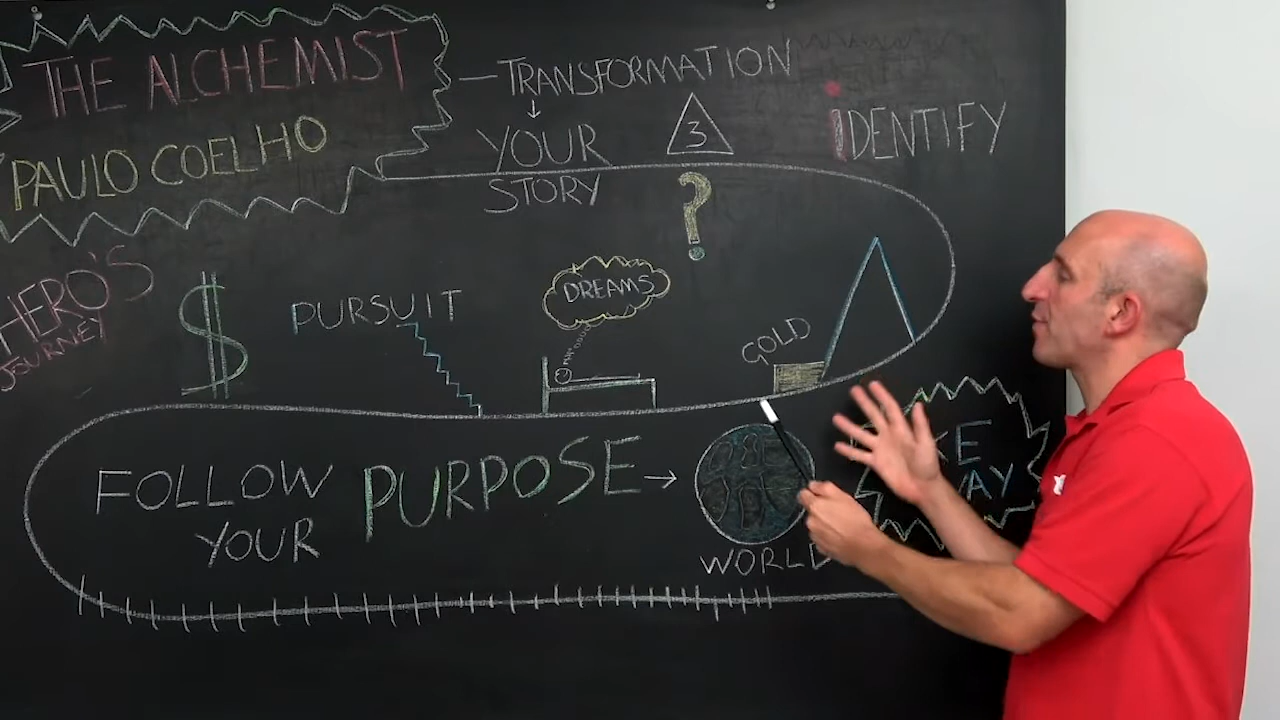 THE ALCHEMIST
PAULO COELHO
TRANSFORMATION
YOUR
STORY
3
?
IDENTIFY
HERO'S
JOURNEY
$
PURSUIT
DREAMS
GOLD
FOLLOW
YOUR
PURPOSE
WORLD